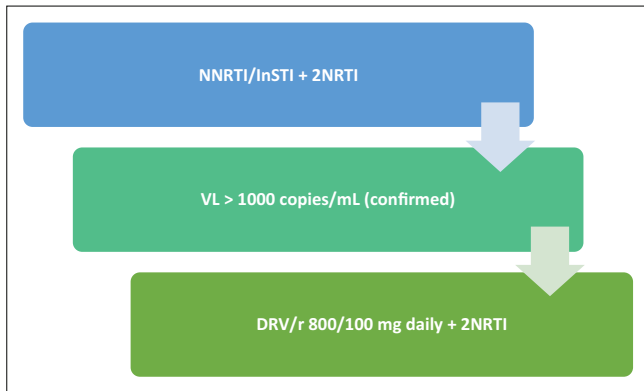 NNRTI/InSTI + 2NRTI
VL > 1000 copies/mL (confirmed)
DRV/r 800/100 mg daily + 2NRTI